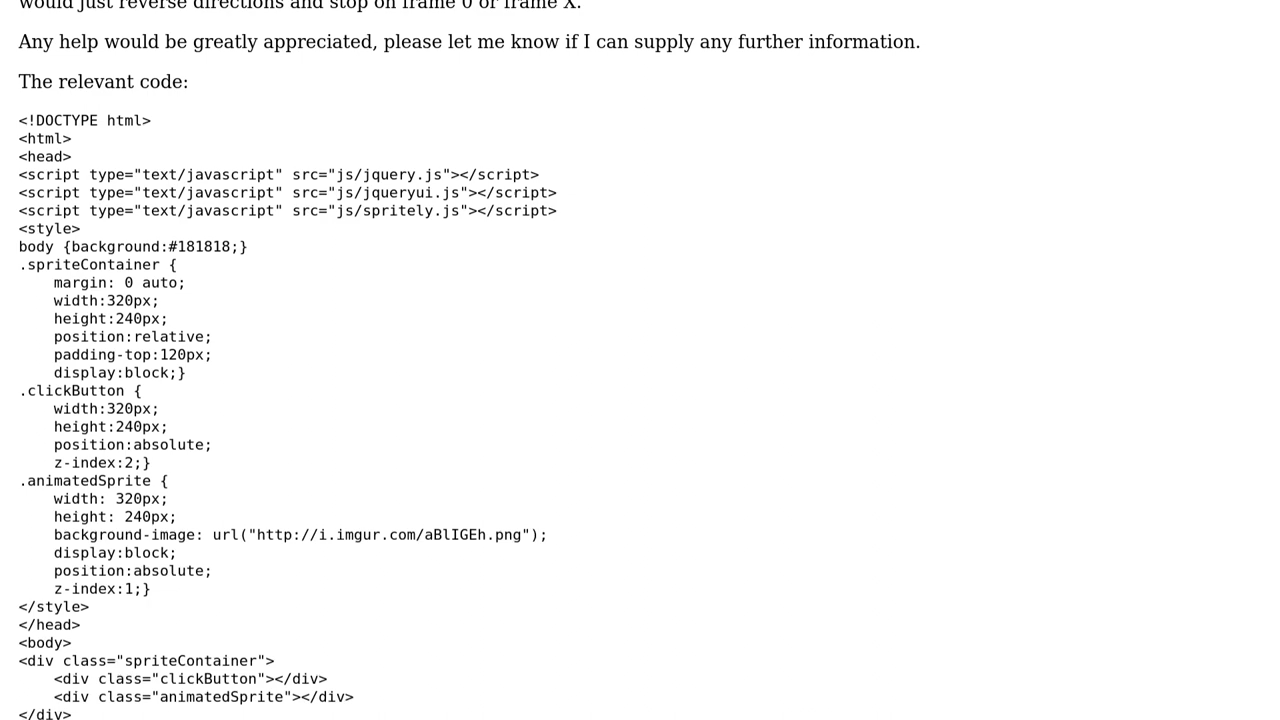 would just reverse directions and stop on frame 0 or frame X.
Any help would be greatly appreciated, please let me know if I can supply any further information.
The relevant code:
<!DOCTYPE html>
<html>
<head>
<script type="text/javascript" src="js/jquery.js"></script>
<script type="text/javascript" src="js/jqueryui.js"></script>
<script type="text/javascript" src="js/spritely.js"></script>
<style>
body {background:#181818;}
.spriteContainer {
    margin: 0 auto;
    width:320px;
    height:240px;
    position:relative;
    padding-top:120px;
    display:block;}
.clickButton {
    width:320px;
    height:240px;
    position:absolute;
    z-index:2;}
.animatedSprite {
    width: 320px;
    height: 240px;
    background-image: url("http://i.imgur.com/aBlIGEh.png");
    display:block;
    position:absolute;
    z-index:1;}
</style>
</head>
<body>
<div class="spriteContainer">
    <div class="clickButton"></div>
    <div class="animatedSprite"></div>
</div>